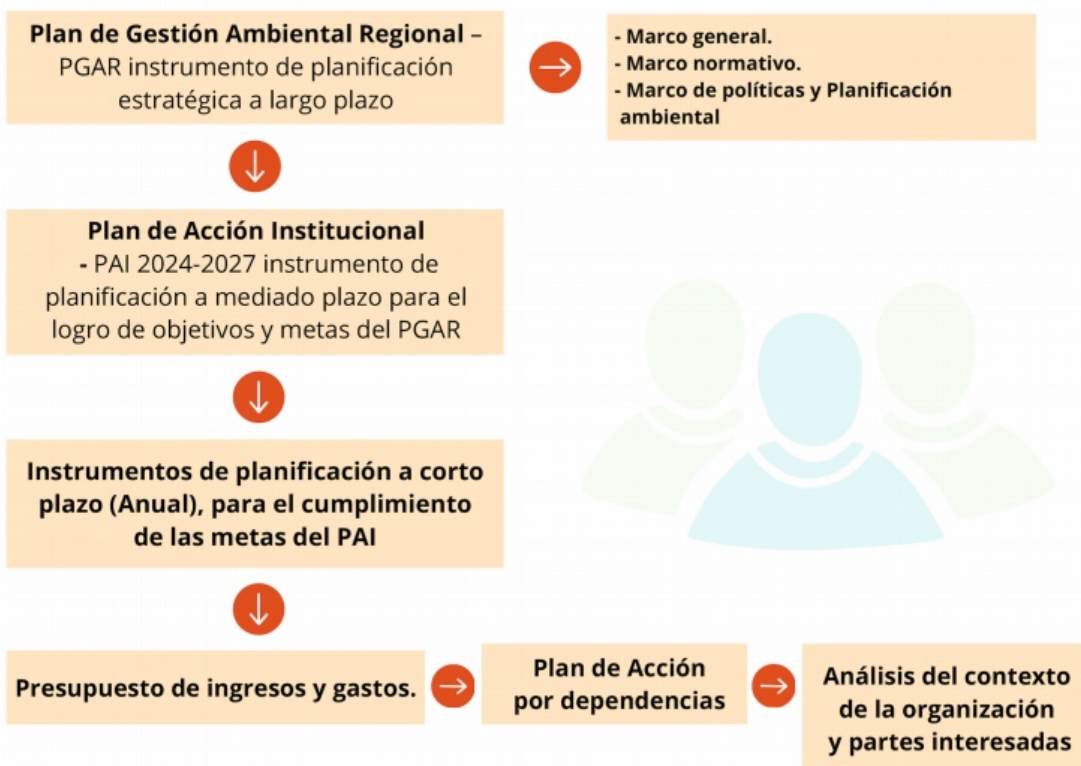 Plan de Gestión Ambiental Regional –
PGAR instrumento de planificación
estratégica a largo plazo
- Marco general.
- Marco normativo.
- Marco de políticas y Planificación
ambiental
Plan de Acción Institucional
- PAI 2024-2027 instrumento de
planificación a mediado plazo para el
logro de objetivos y metas del PGAR
Instrumentos de planificación a corto
plazo (Anual), para el cumplimiento
de las metas del PAI
Presupuesto de ingresos y gastos.
Plan de Acción
por dependencias
Análisis del contexto
de la organización
y partes interesadas